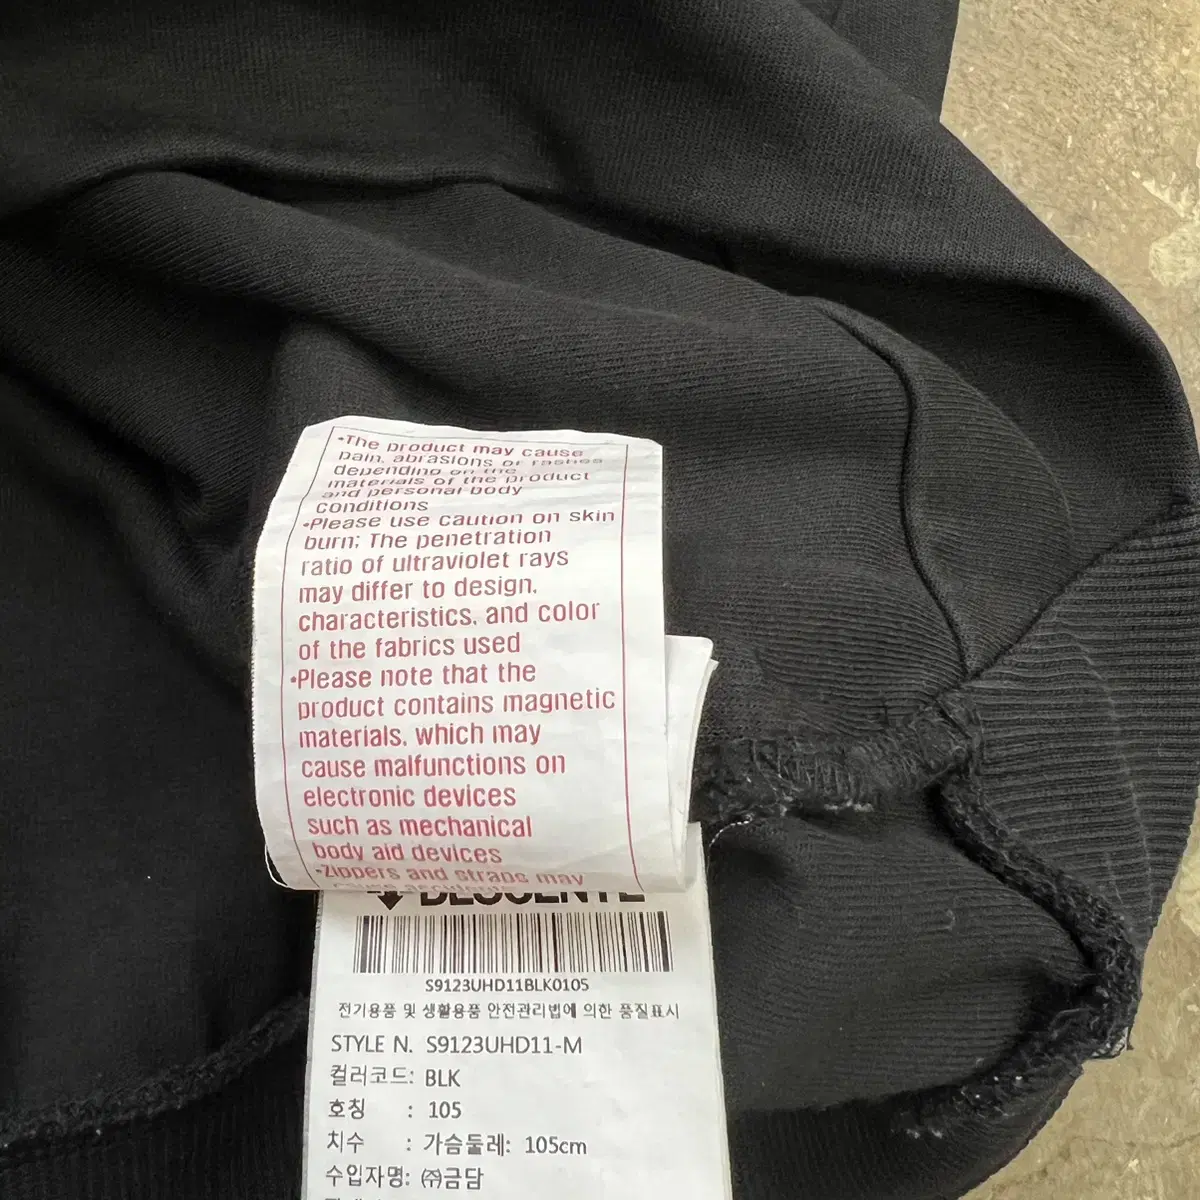 •The product may cause
pain, abrasions or rashes
depending on the
materials of the product
and personal body
conditions
•Please use caution on skin
burn; The penetration
ratio of ultraviolet rays
may differ to design,
characteristics, and color
of the fabrics used
•Please note that the
product contains magnetic
materials, which may
cause malfunctions on
electronic devices
such as mechanical
body aid devices
•Zippers and straps may
cause accidents
DESCENTE
S9123UHD11BLK0105
전기용품 및 생활용품 안전관리법에 의한 품질표시
STYLE N. S9123UHD11-M
컬러코드: BLK
호칭 : 105
치수 : 가슴둘레: 105cm
수입자명: ㈜금담